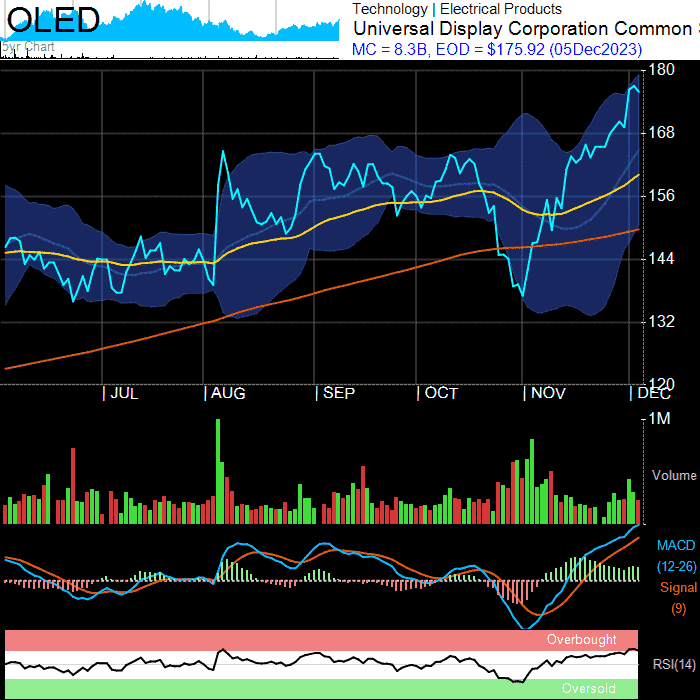 OLED
5yr Chart
Technology | Electrical Products
Universal Display Corporation Common
MC = 8.3B, EOD = $175.92 (05Dec2023)
180
168
156
144
132
120
JUL
AUG
SEP
OCT
NOV
DEC
1M
Volume
MACD
(12-26)
Signal
(9)
Overbought
RSI(14)
Oversold